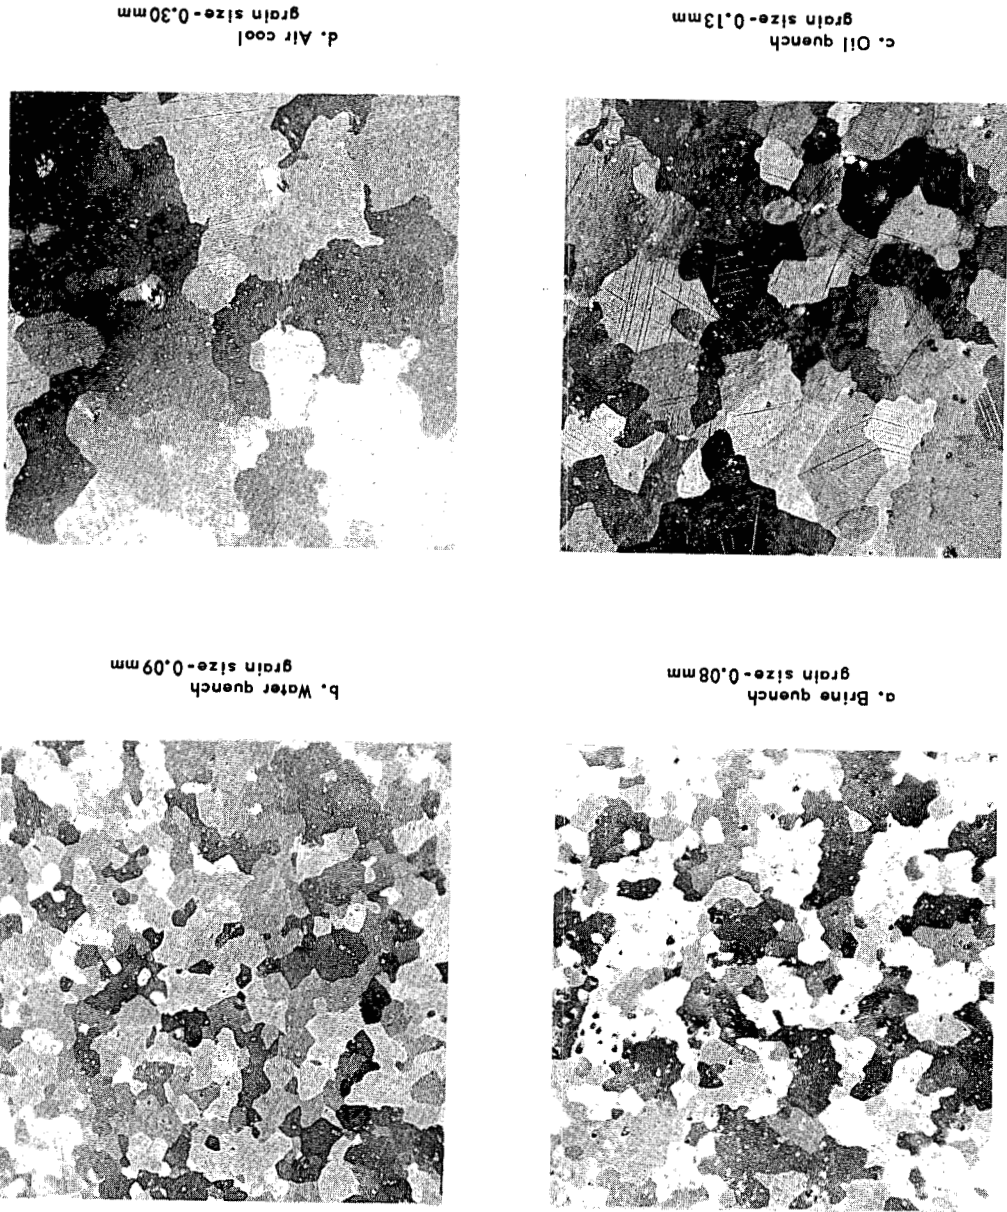 a. Brine quench
grain size-0.08mm
b. Water quench
grain size-0.09mm
c. Oil quench
grain size-0.13mm
d. Air cool
grain size-0.30mm